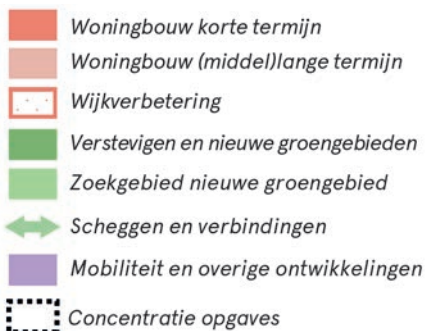 Woningbouw korte termijn
Woningbouw (middel)lange termijn
Wijkverbetering
Verstevigen en nieuwe groengebieden
Zoekgebied nieuwe groengebied
Scheggen en verbindingen
Mobiliteit en overige ontwikkelingen
Concentratie opgaves